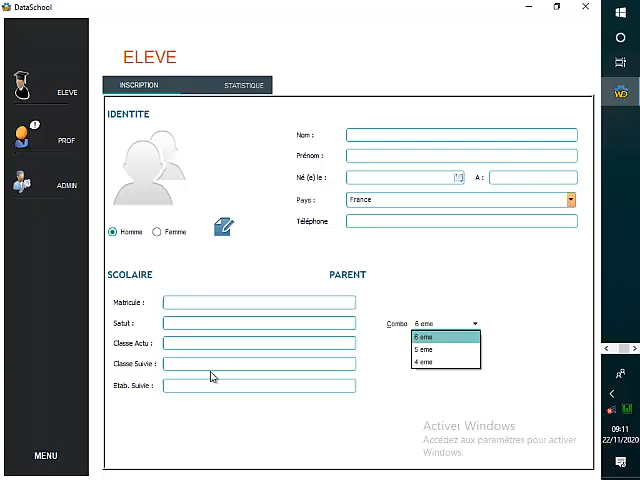 DataSchool
ELEVE
INSCRIPTION
STATISTIQUE
ELEVE
PROF
ADMIN
MENU
IDENTITE
Nom :
Prénom :
Né (e) le :
A :
Pays :
France
Téléphone
Homme
Femme
SCOLAIRE
PARENT
Matricule :
Satut :
Classe Actu :
Classe Suivie :
Etab. Suivie :
Combo
6 eme
6 eme
5 eme
4 eme
Activer Windows
Accédez aux paramètres pour activer
Windows.
WD
09:11
22/11/2020